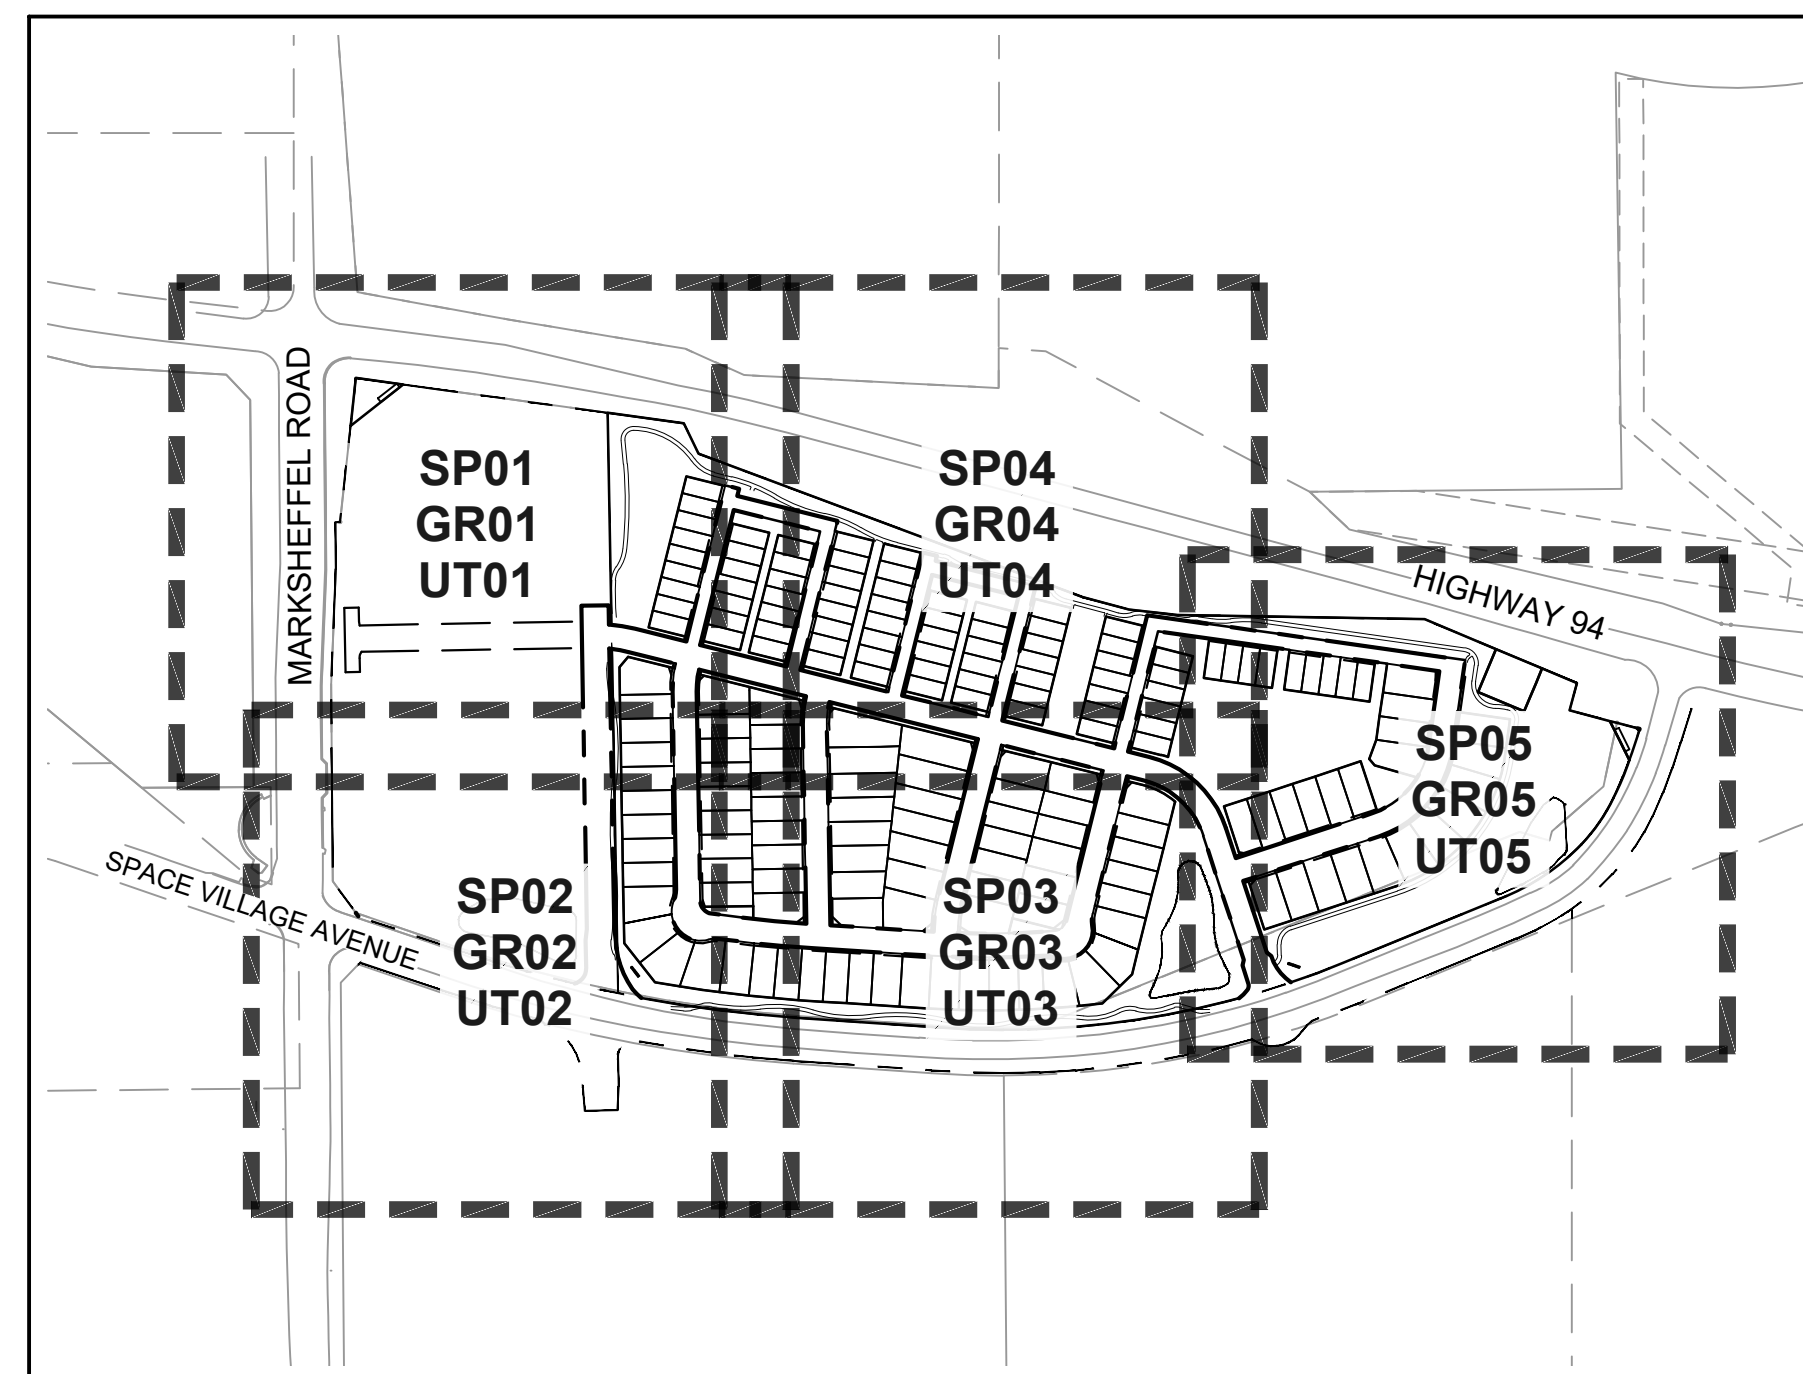 MARKSHEFFEL ROAD
SP01
GR01
UT01
SP04
GR04
UT04
HIGHWAY 94
SP05
GR05
UT05
SPACE VILLAGE AVENUE
SP02
GR02
UT02
SP03
GR03
UT03